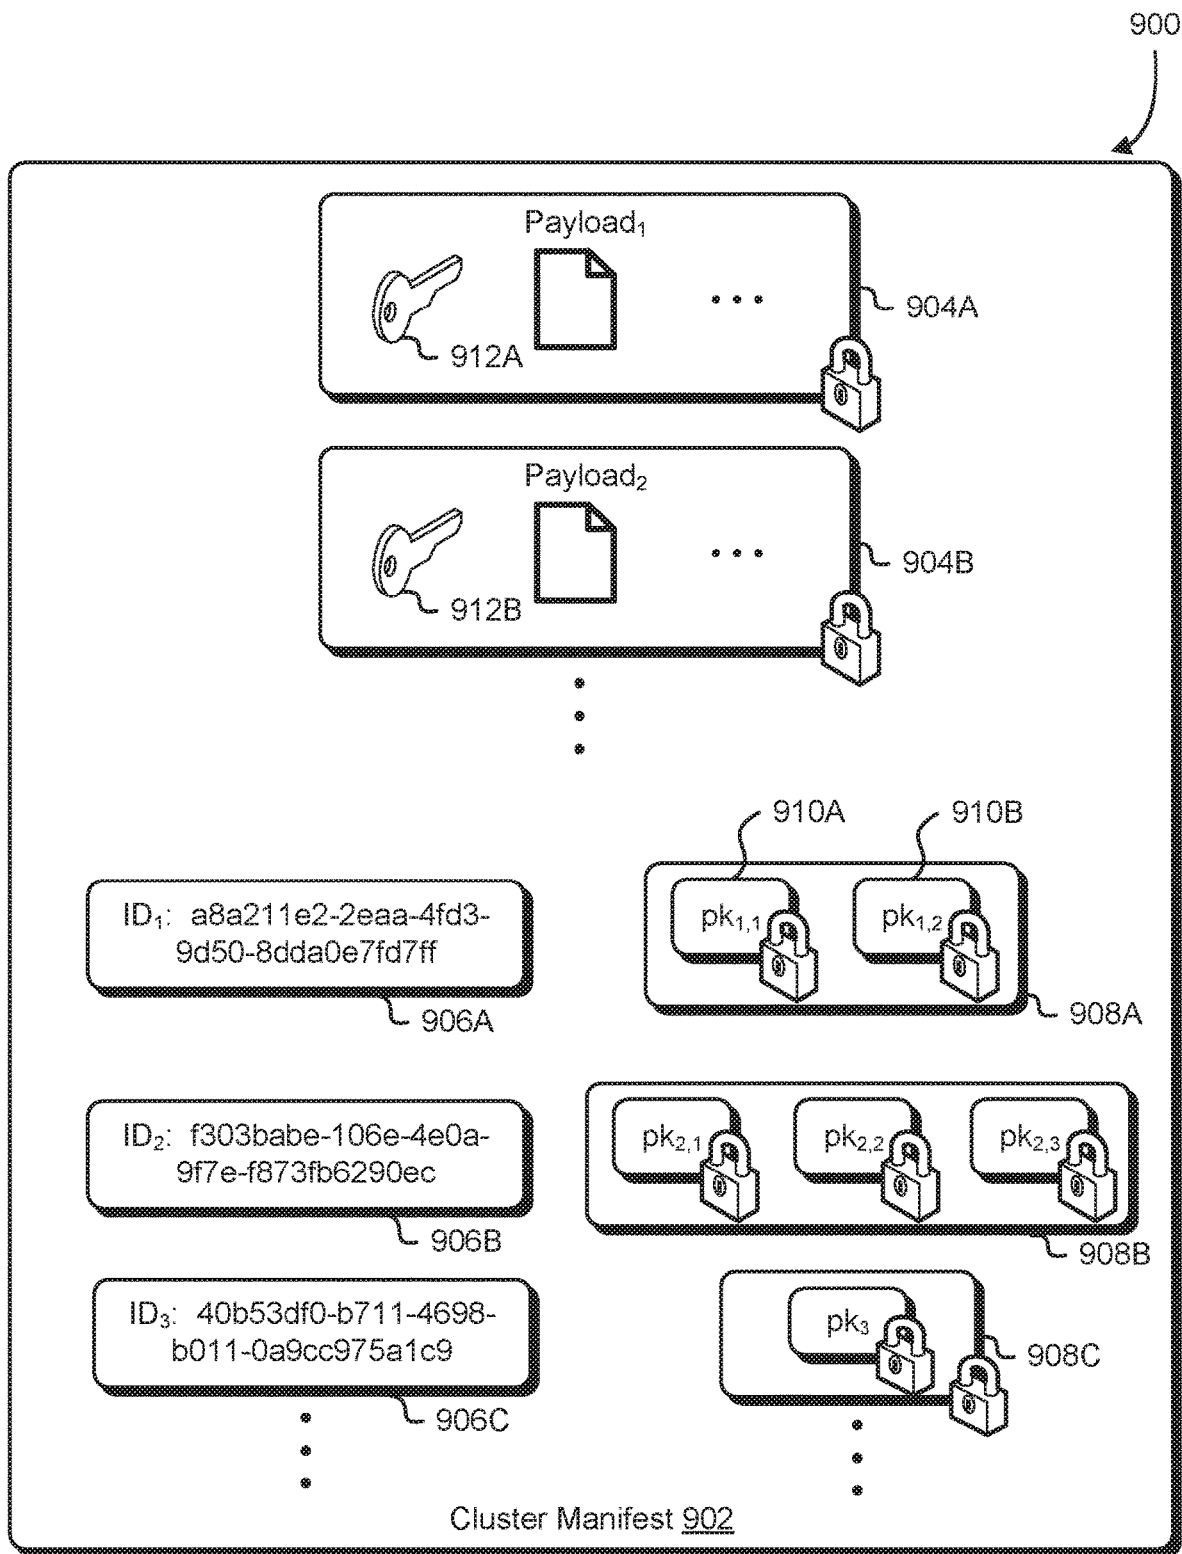 900
Payload₁
904A
912A
Payload₂
904B
912B
910A
910B
ID₁: a8a211e2-2eaa-4fd3-
9d50-8dda0e7fd7ff
pk₁,₁
pk₁,₂
906A
908A
ID₂: f303babe-106e-4e0a-
9f7e-f873fb6290ec
pk₂,₁
pk₂,₂
pk₂,₃
906B
908B
ID₃: 40b53df0-b711-4698-
b011-0a9cc975a1c9
pk₃
908C
906C
Cluster Manifest 902